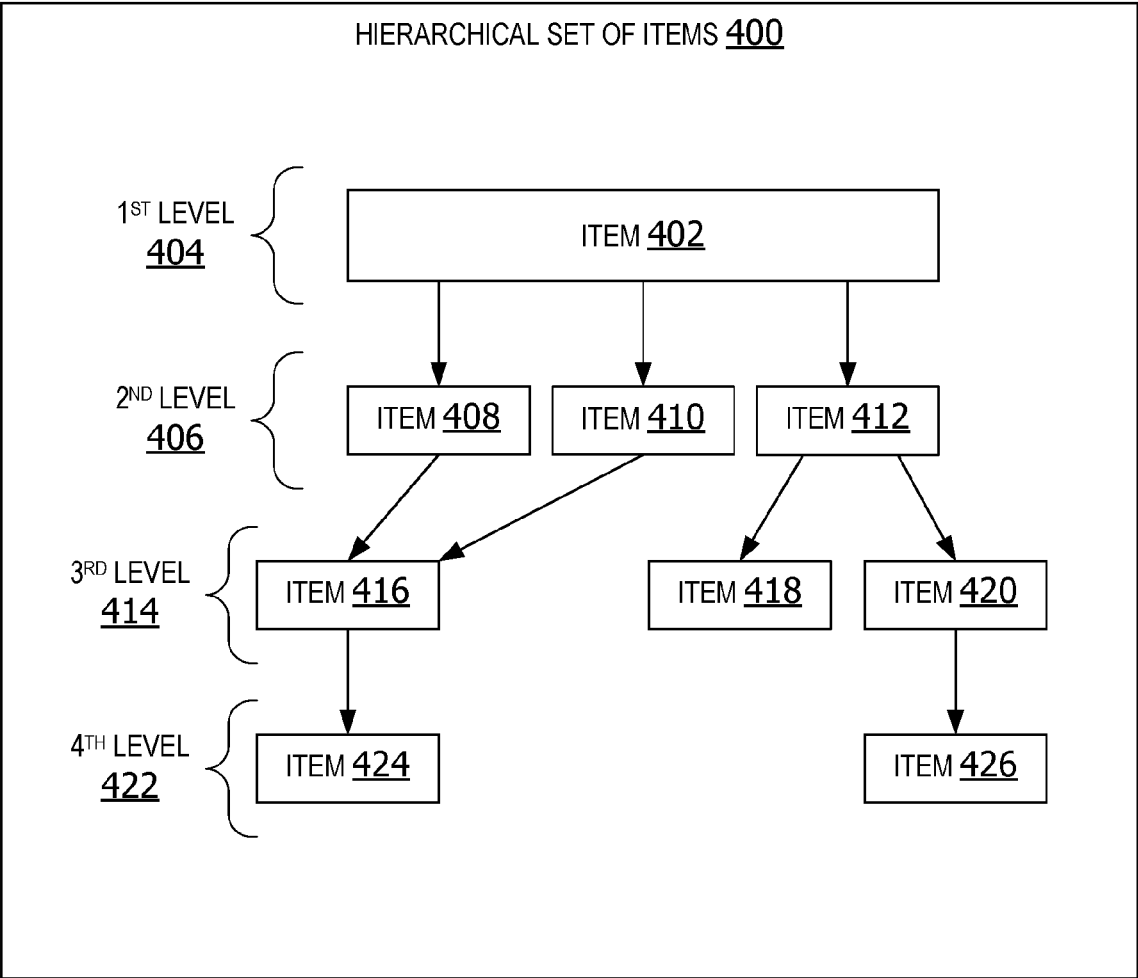 HIERARCHICAL SET OF ITEMS 400
1ST LEVEL
404
ITEM 402
2ND LEVEL
406
ITEM 408
ITEM 410
ITEM 412
3RD LEVEL
414
ITEM 416
ITEM 418
ITEM 420
4TH LEVEL
422
ITEM 424
ITEM 426